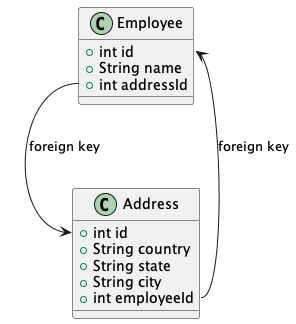 C Employee
int id
String name
int addressId
foreign key
foreign key
C Address
int id
String country
String state
String city
int employeeId